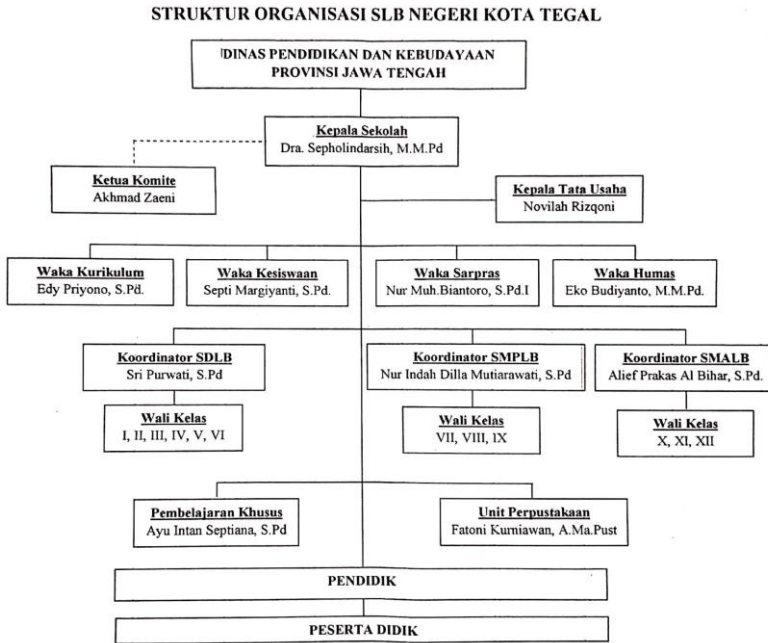 STRUKTUR ORGANISASI SLB NEGERI KOTA TEGAL
DINAS PENDIDIKAN DAN KEBUDAYAAN
PROVINSI JAWA TENGAH
Kepala Sekolah
Dra. Sepholindarsih, M.M.Pd
Ketua Komite
Akhmad Zaeni
Kepala Tata Usaha
Novilah Rizqoni
Waka Kurikulum
Edy Priyono, S.Pd.
Waka Kesiswaan
Septi Margiyanti, S.Pd.
Waka Sarpras
Nur Muh.Biantoro, S.Pd.I
Waka Humas
Eko Budiyanto, M.M.Pd.
Koordinator SDLB
Sri Purwati, S.Pd
Koordinator SMPLB
Nur Indah Dilla Mutiarawati, S.Pd
Koordinator SMALB
Alief Prakas Al Bihar, S.Pd.
Wali Kelas
I, II, III, IV, V, VI
Wali Kelas
VII, VIII, IX
Wali Kelas
X, XI, XII
Pembelajaran Khusus
Ayu Intan Septiana, S.Pd
Unit Perpustakaan
Fatoni Kurniawan, A.Ma.Pust
PENDIDIK
PESERTA DIDIK